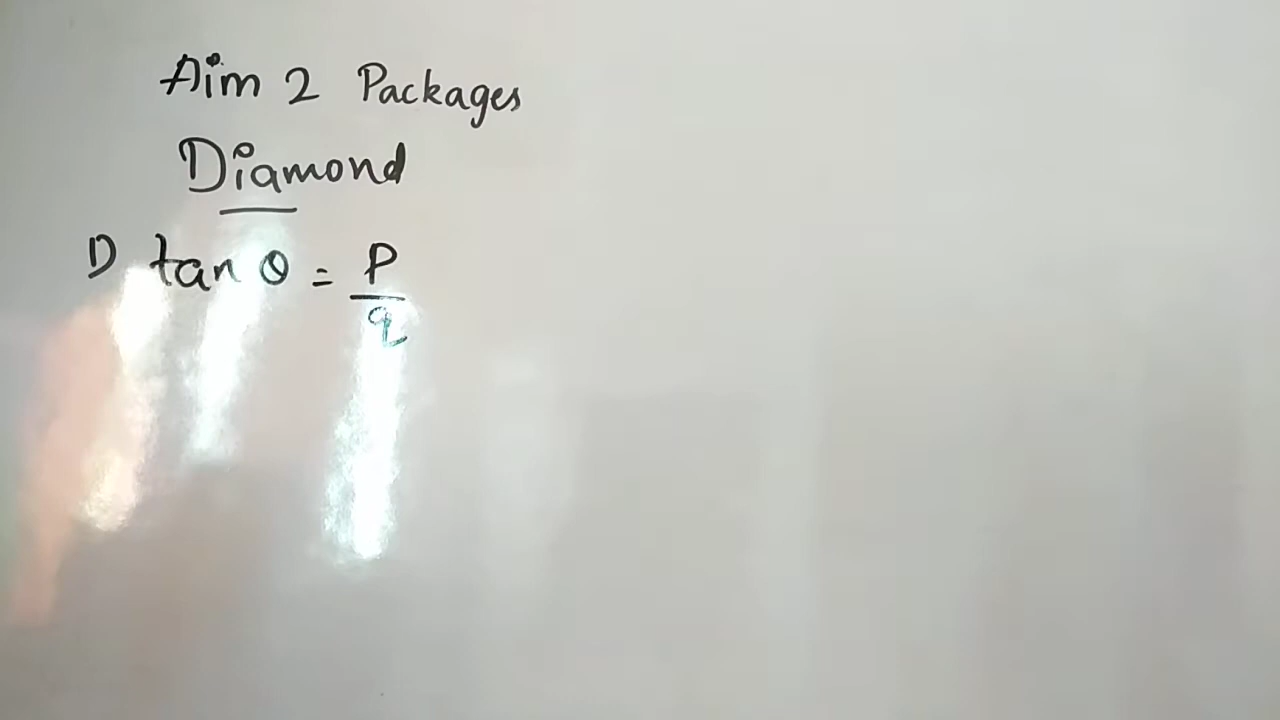 Aim 2 Packages
Diamond
1) tan θ = P/q